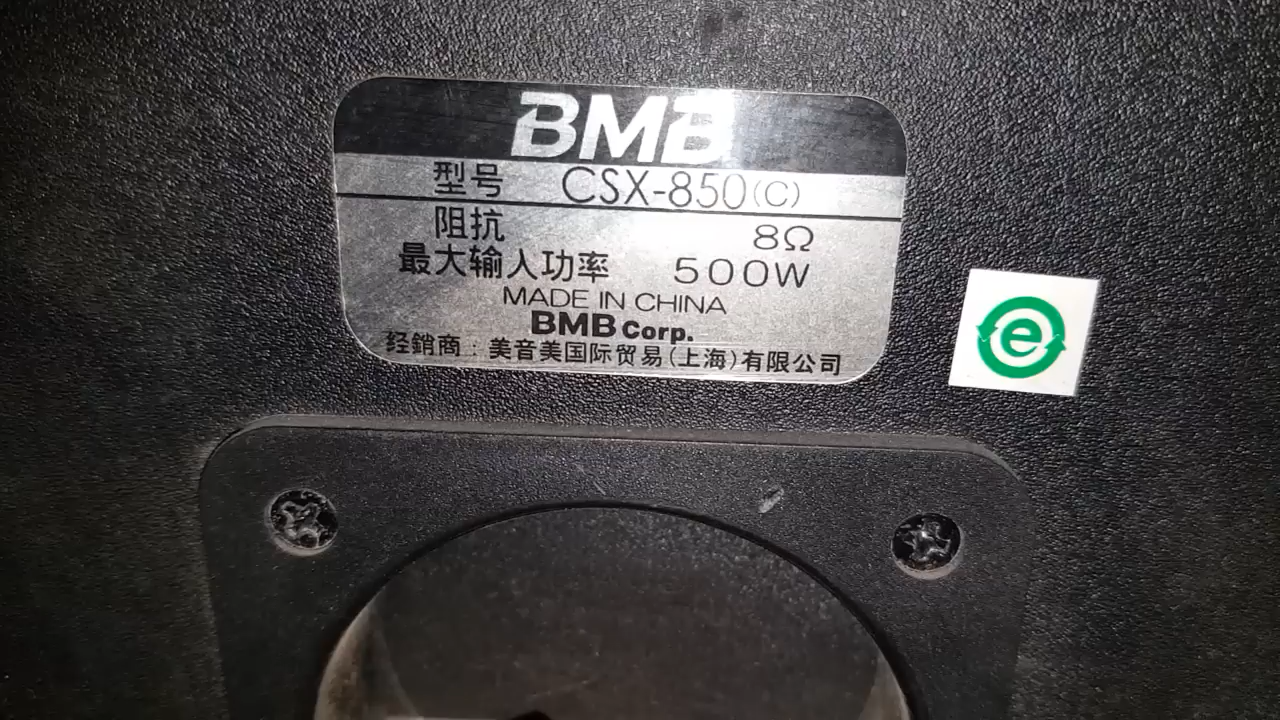 BMB
型号 CSX-850(C)
阻抗 8Ω
最大输入功率 500W
MADE IN CHINA
BMB Corp.
经銷商：美音美国际贸易(上海)有限公司
e